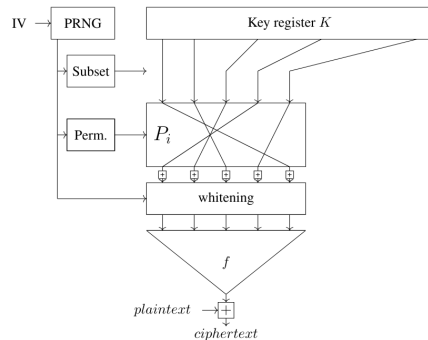 IV PRNG Key register K
Subset
Perm. P_i
+ + + + +
whitening
f
plaintext +
ciphertext